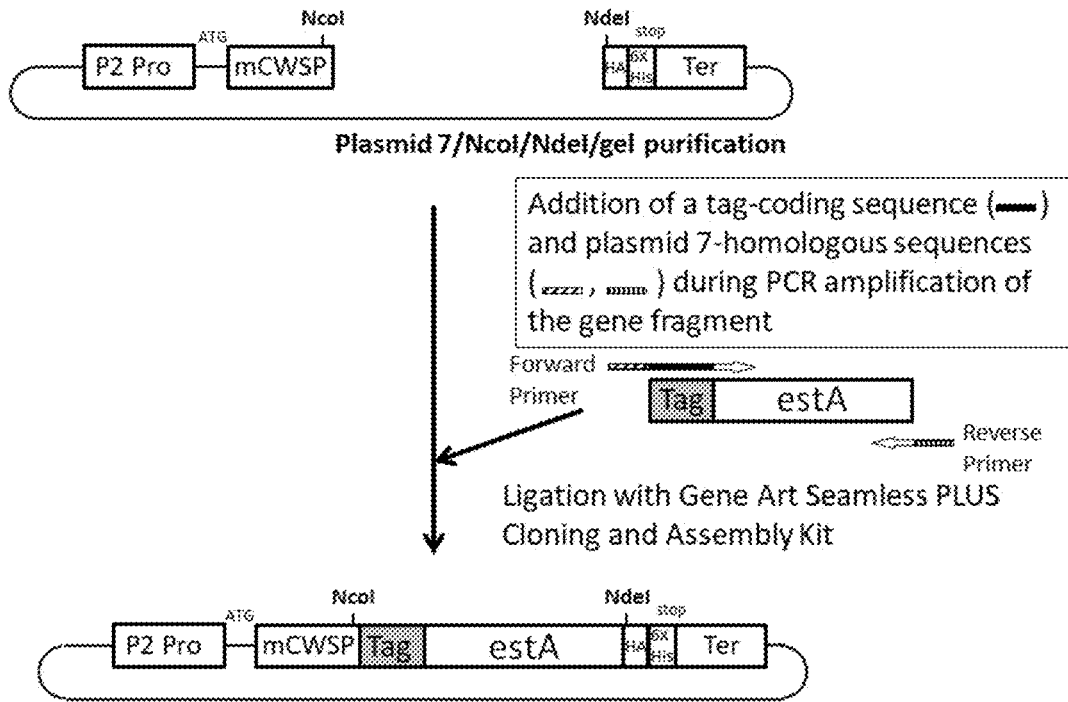 NcoI
NdeI
ATG
stop
P2 Pro
mCWSP
HA
6X
His
Ter
Plasmid 7/NcoI/NdeI/gel purification
Addition of a tag-coding sequence ( )
and plasmid 7-homologous sequences
( , ) during PCR amplification of
the gene fragment
Forward
Primer
Tag
estA
Reverse
Primer
Ligation with Gene Art Seamless PLUS
Cloning and Assembly Kit
NcoI
NdeI
ATG
stop
P2 Pro
mCWSP
Tag
estA
HA
6X
His
Ter